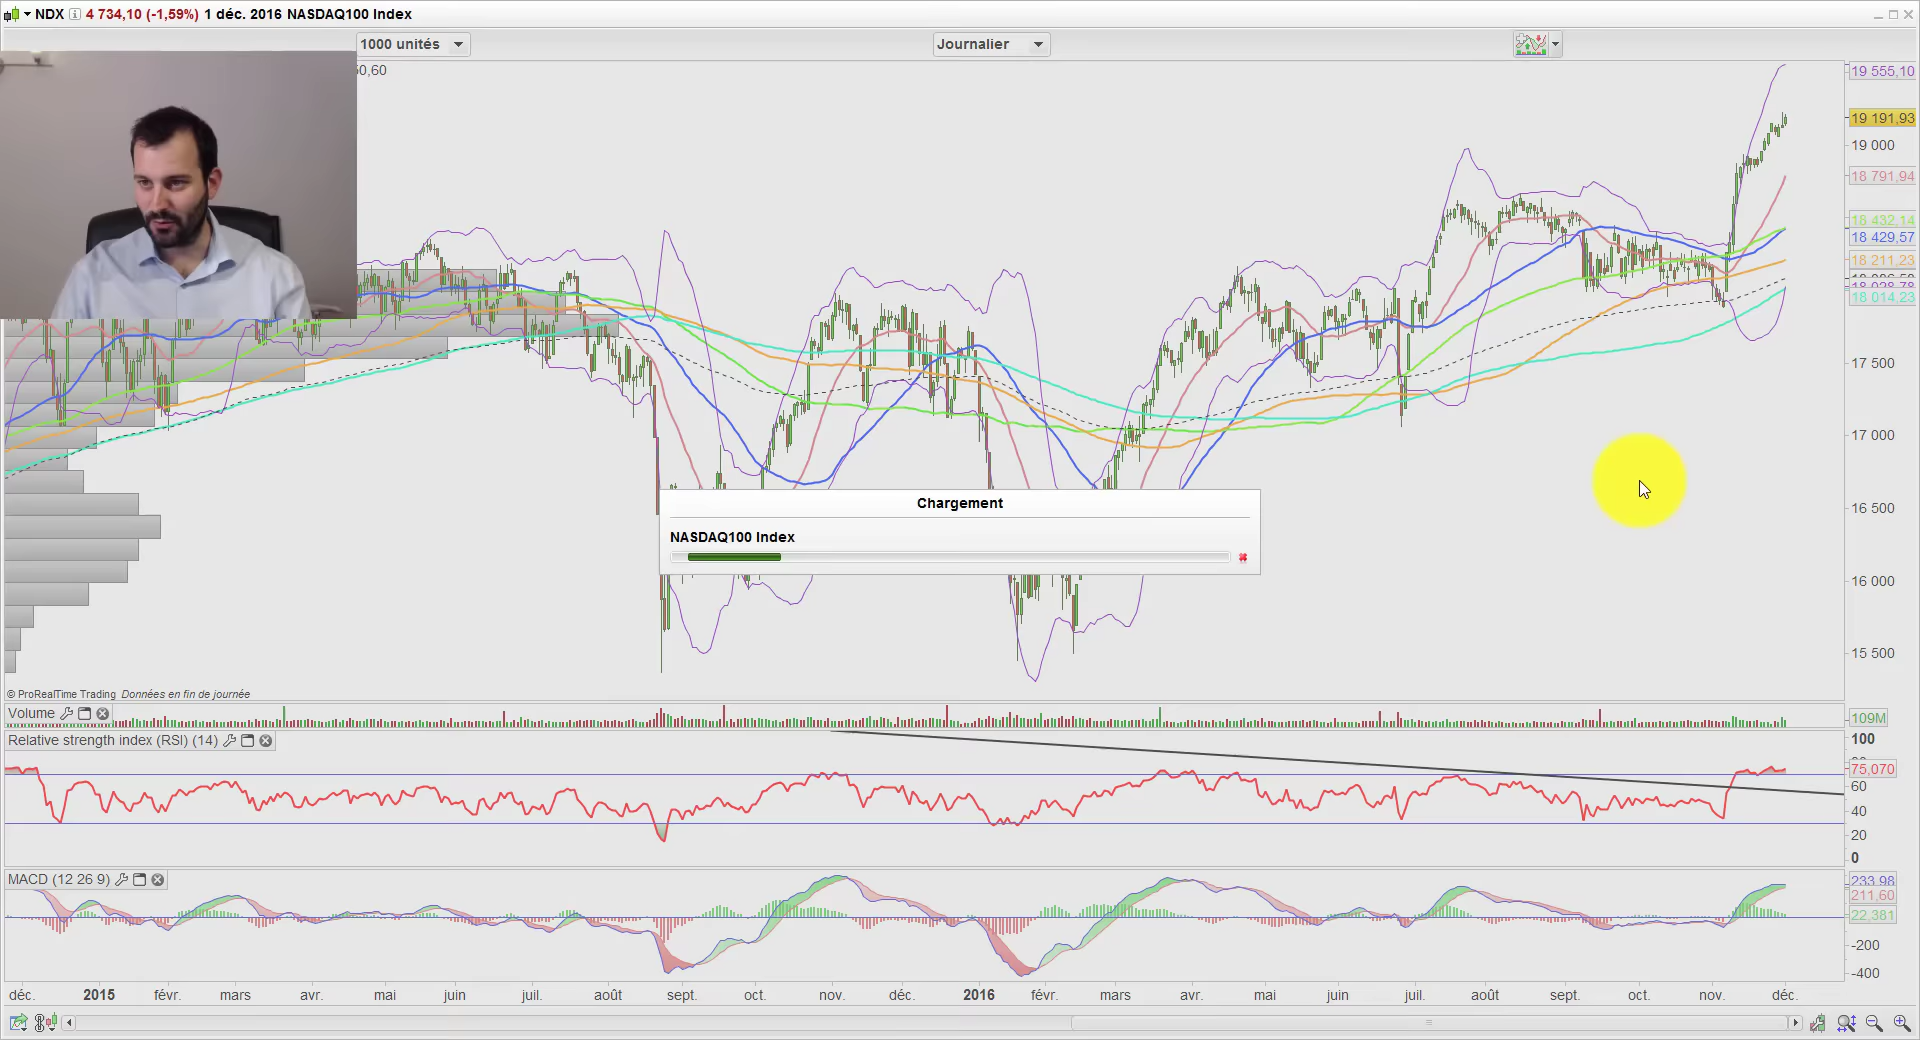 NDX 4 734,10 (-1,59%) 1 déc. 2016 NASDAQ100 Index
1000 unités
Journalier
0,60
19 555,10
19 191,93
19 000
18 791,94
18 432,14
18 429,57
18 211,23
18 014,23
17 500
17 000
16 500
16 000
15 500
Chargement
NASDAQ100 Index
© ProRealTime Trading Données en fin de journée
Volume
109M
Relative strength index (RSI) (14)
100
75,070
60
40
20
0
MACD (12 26 9)
233,98
211,60
22,381
-200
-400
déc. 2015 févr. mars avr. mai juin juil. août sept. oct. nov. déc. 2016 févr. mars avr. mai juin juil. août sept. oct. nov. déc.